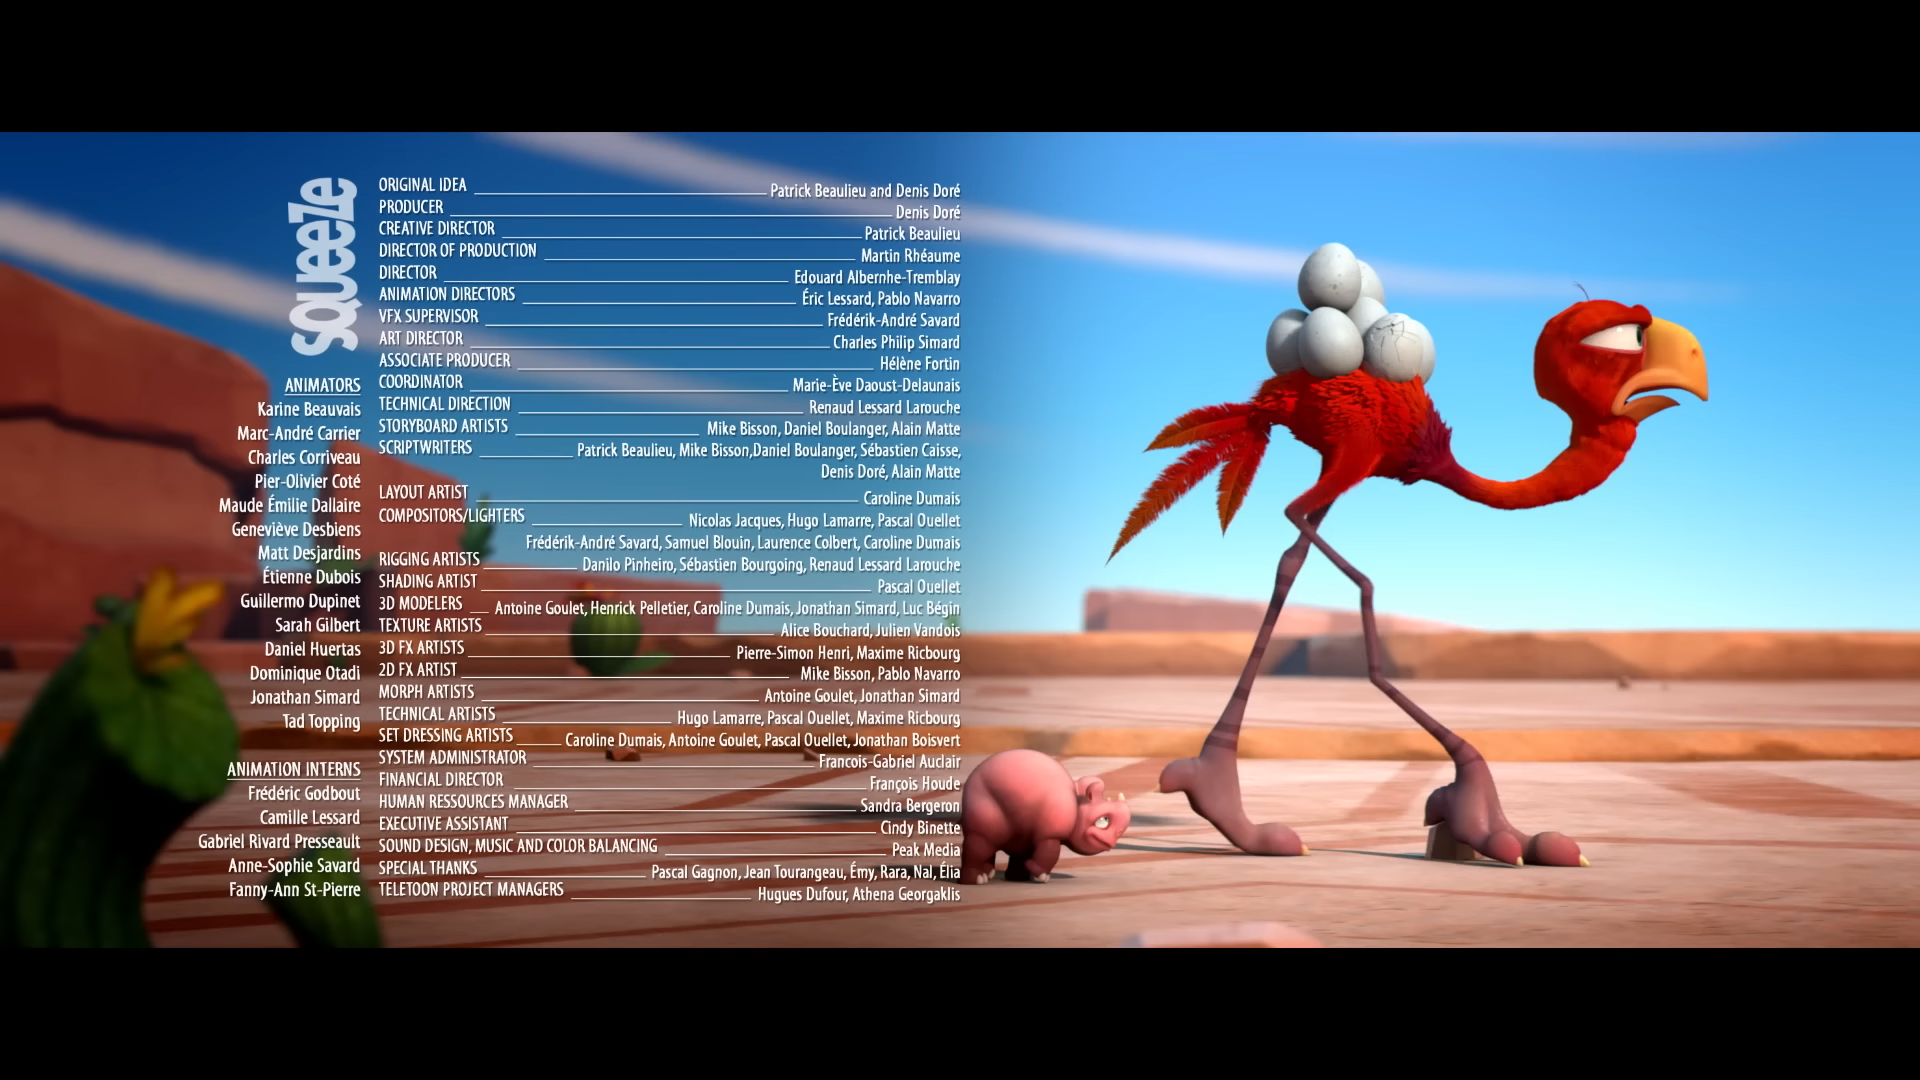 squeeze
ANIMATORS
Karine Beauvais
Marc-André Carrier
Charles Corriveau
Pier-Olivier Coté
Maude Émilie Dallaire
Geneviève Desbiens
Matt Desjardins
Étienne Dubois
Guillermo Dupinet
Sarah Gilbert
Daniel Huertas
Dominique Otadi
Jonathan Simard
Tad Topping
ANIMATION INTERNS
Frédéric Godbout
Camille Lessard
Gabriel Rivard Presseault
Anne-Sophie Savard
Fanny-Ann St-Pierre
ORIGINAL IDEA Patrick Beaulieu and Denis Doré
PRODUCER Denis Doré
CREATIVE DIRECTOR Patrick Beaulieu
DIRECTOR OF PRODUCTION Martin Rhéaume
DIRECTOR Edouard Albernhe-Tremblay
ANIMATION DIRECTORS Éric Lessard, Pablo Navarro
VFX SUPERVISOR Frédérik-André Savard
ART DIRECTOR Charles Philip Simard
ASSOCIATE PRODUCER Hélène Fortin
COORDINATOR Marie-Ève Daoust-Delaunais
TECHNICAL DIRECTION Renaud Lessard Larouche
STORYBOARD ARTISTS Mike Bisson, Daniel Boulanger, Alain Matte
SCRIPTWRITERS Patrick Beaulieu, Mike Bisson,Daniel Boulanger, Sébastien Caisse,
Denis Doré, Alain Matte
LAYOUT ARTIST Caroline Dumais
COMPOSITORS/LIGHTERS Nicolas Jacques, Hugo Lamarre, Pascal Ouellet
Frédérik-André Savard, Samuel Blouin, Laurence Colbert, Caroline Dumais
RIGGING ARTISTS Danilo Pinheiro, Sébastien Bourgoing, Renaud Lessard Larouche
SHADING ARTIST Pascal Ouellet
3D MODELERS Antoine Goulet, Henrick Pelletier, Caroline Dumais, Jonathan Simard, Luc Bégin
TEXTURE ARTISTS Alice Bouchard, Julien Vandois
3D FX ARTISTS Pierre-Simon Henri, Maxime Ricbourg
2D FX ARTIST Mike Bisson, Pablo Navarro
MORPH ARTISTS Antoine Goulet, Jonathan Simard
TECHNICAL ARTISTS Hugo Lamarre, Pascal Ouellet, Maxime Ricbourg
SET DRESSING ARTISTS Caroline Dumais, Antoine Goulet, Pascal Ouellet, Jonathan Boisvert
SYSTEM ADMINISTRATOR Francois-Gabriel Auclair
FINANCIAL DIRECTOR François Houde
HUMAN RESSOURCES MANAGER Sandra Bergeron
EXECUTIVE ASSISTANT Cindy Binette
SOUND DESIGN, MUSIC AND COLOR BALANCING Peak Media
SPECIAL THANKS Pascal Gagnon, Jean Tourangeau, Émy, Rara, Nal, Élia
TELETOON PROJECT MANAGERS Hugues Dufour, Athena Georgaklis